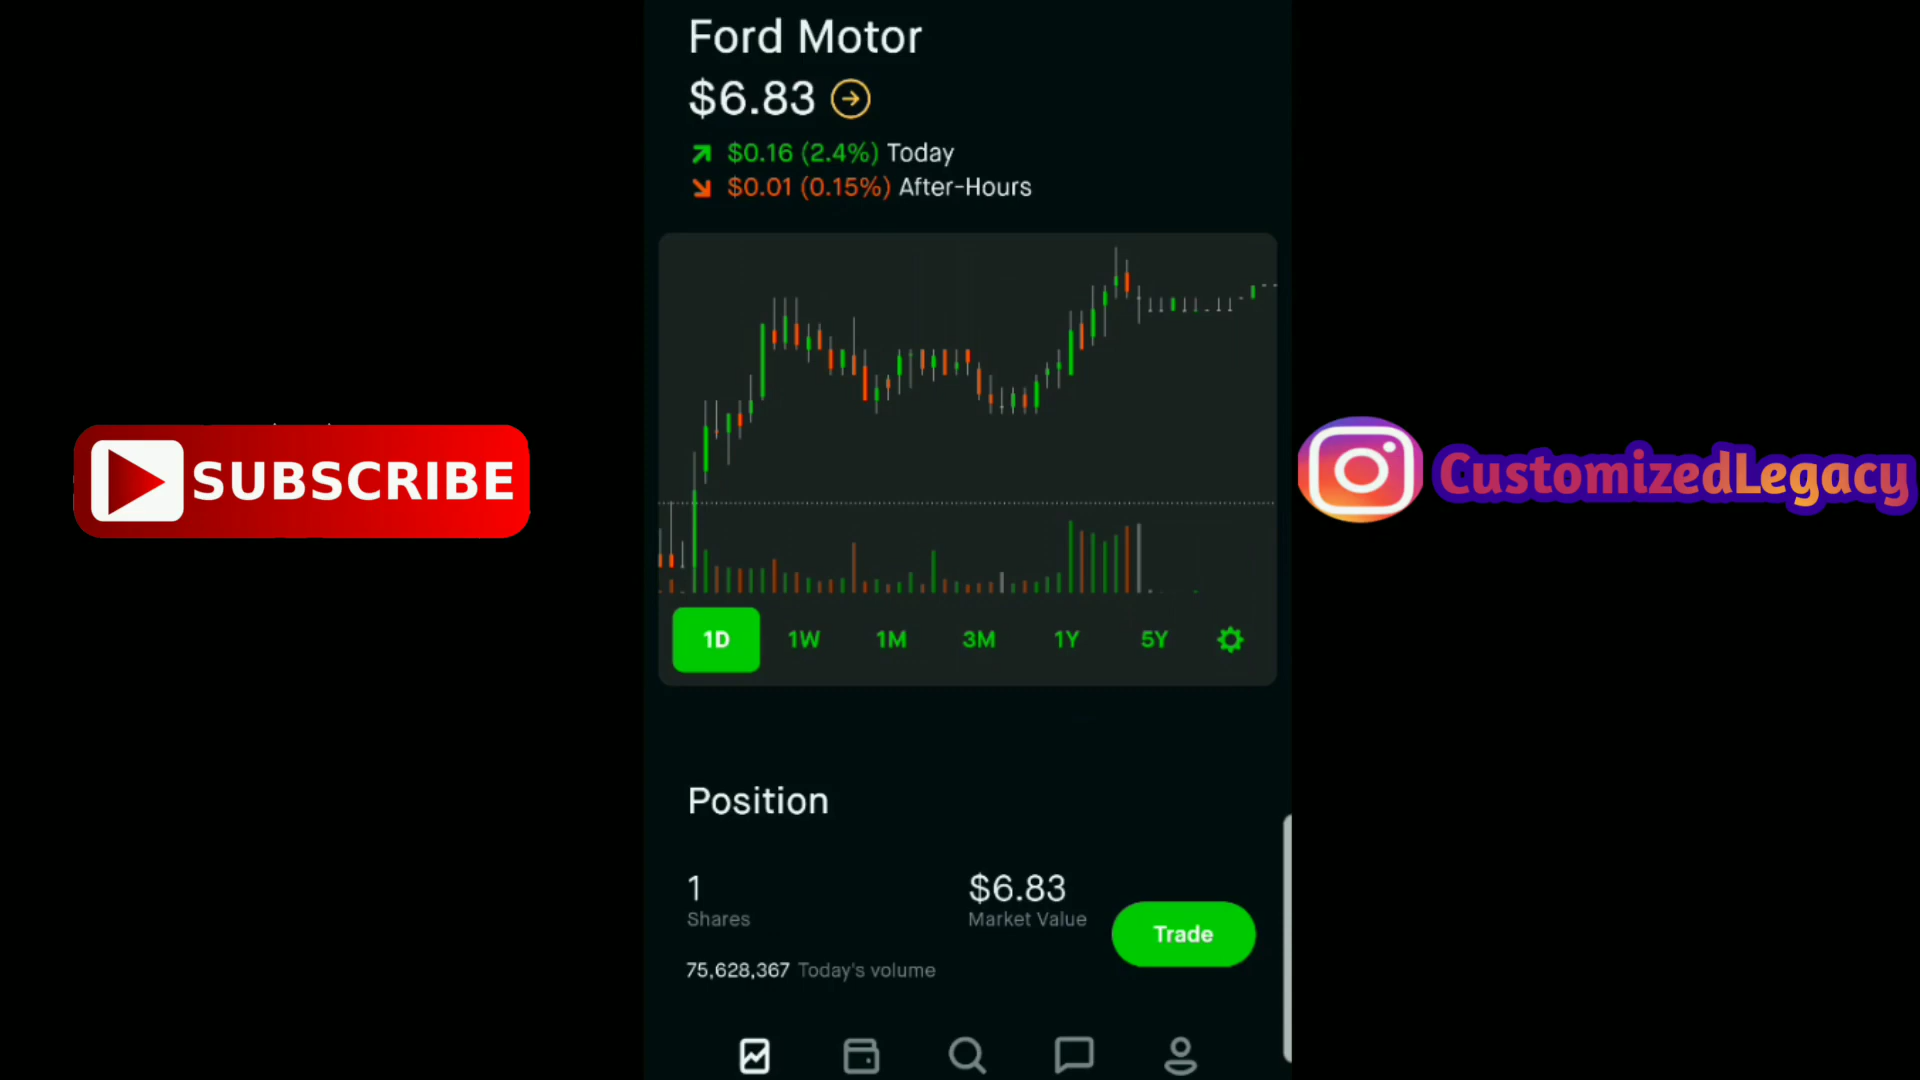 Ford Motor
$6.83
$0.16 (2.4%) Today
$0.01 (0.15%) After-Hours
SUBSCRIBE
CustomizedLegacy
1D 1W 1M 3M 1Y 5Y
Position
1 $6.83
Shares Market Value
Trade
75,628,367 Today's volume